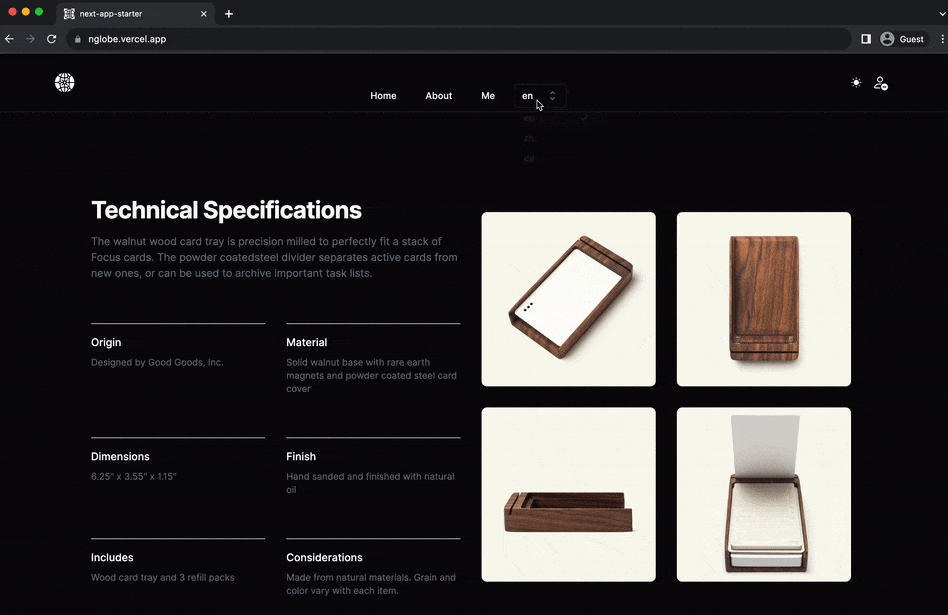 next-app-starter
nglobe.vercel.app
Guest
Home
About
Me
en
en
zh
Technical Specifications
The walnut wood card tray is precision milled to perfectly fit a stack of
Focus cards. The powder coatedsteel divider separates active cards from
new ones, or can be used to archive important task lists.
Origin
Designed by Good Goods, Inc.
Material
Solid walnut base with rare earth
magnets and powder coated steel card
cover
Dimensions
6.25" x 3.55" x 1.15"
Finish
Hand sanded and finished with natural
oil
Includes
Wood card tray and 3 refill packs
Considerations
Made from natural materials. Grain and
color vary with each item.